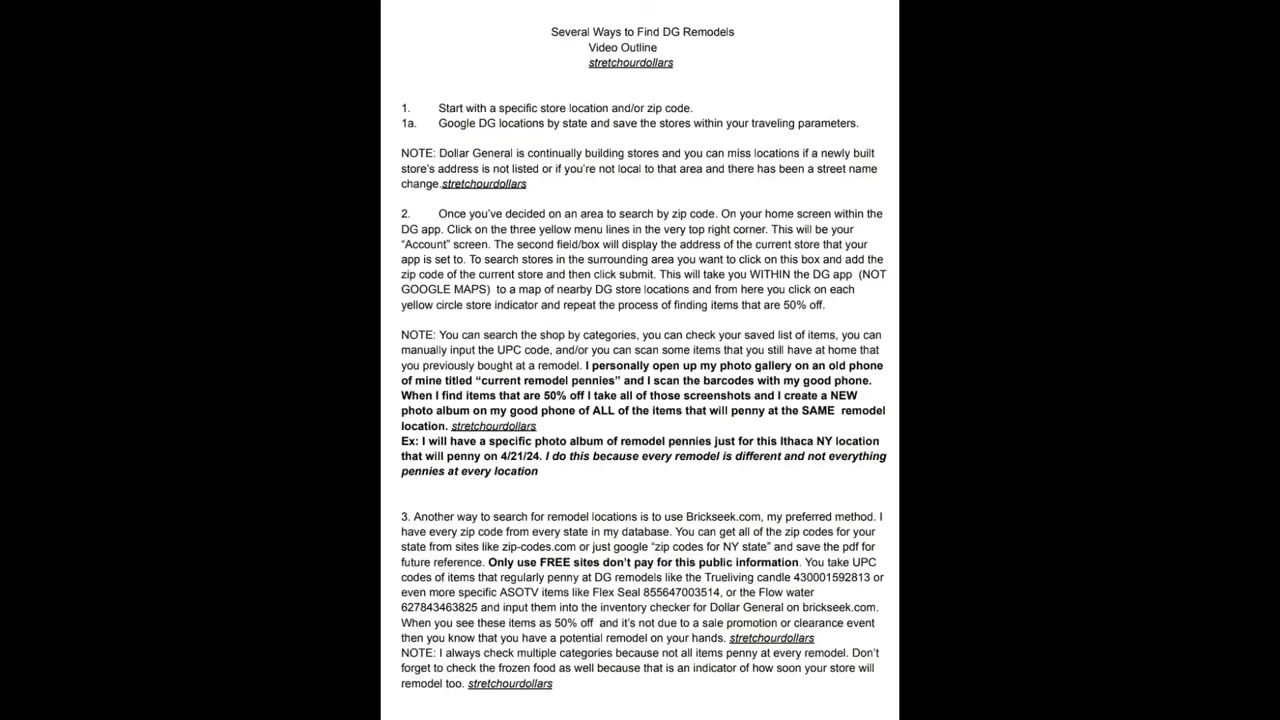 Several Ways to Find DG Remodels
Video Outline
stretchourdollars
1. Start with a specific store location and/or zip code.
1a. Google DG locations by state and save the stores within your traveling parameters.
NOTE: Dollar General is continually building stores and you can miss locations if a newly built
store's address is not listed or if you're not local to that area and there has been a street name
change.stretchourdollars
2. Once you've decided on an area to search by zip code. On your home screen within the
DG app. Click on the three yellow menu lines in the very top right corner. This will be your
“Account” screen. The second field/box will display the address of the current store that your
app is set to. To search stores in the surrounding area you want to click on this box and add the
zip code of the current store and then click submit. This will take you WITHIN the DG app (NOT
GOOGLE MAPS) to a map of nearby DG store locations and from here you click on each
yellow circle store indicator and repeat the process of finding items that are 50% off.
NOTE: You can search the shop by categories, you can check your saved list of items, you can
manually input the UPC code, and/or you can scan some items that you still have at home that
you previously bought at a remodel. I personally open up my photo gallery on an old phone
of mine titled “current remodel pennies” and I scan the barcodes with my good phone.
When I find items that are 50% off I take all of those screenshots and I create a NEW
photo album on my good phone of ALL of the items that will penny at the SAME remodel
location. stretchourdollars
Ex: I will have a specific photo album of remodel pennies just for this Ithaca NY location
that will penny on 4/21/24. I do this because every remodel is different and not everything
pennies at every location
3. Another way to search for remodel locations is to use Brickseek.com, my preferred method. I
have every zip code from every state in my database. You can get all of the zip codes for your
state from sites like zip-codes.com or just google “zip codes for NY state” and save the pdf for
future reference. Only use FREE sites don't pay for this public information. You take UPC
codes of items that regularly penny at DG remodels like the Trueliving candle 430001592813 or
even more specific ASOTV items like Flex Seal 855647003514, or the Flow water
627843463825 and input them into the inventory checker for Dollar General on brickseek.com.
When you see these items as 50% off and it's not due to a sale promotion or clearance event
then you know that you have a potential remodel on your hands. stretchourdollars
NOTE: I always check multiple categories because not all items penny at every remodel. Don't
forget to check the frozen food as well because that is an indicator of how soon your store will
remodel too. stretchourdollars